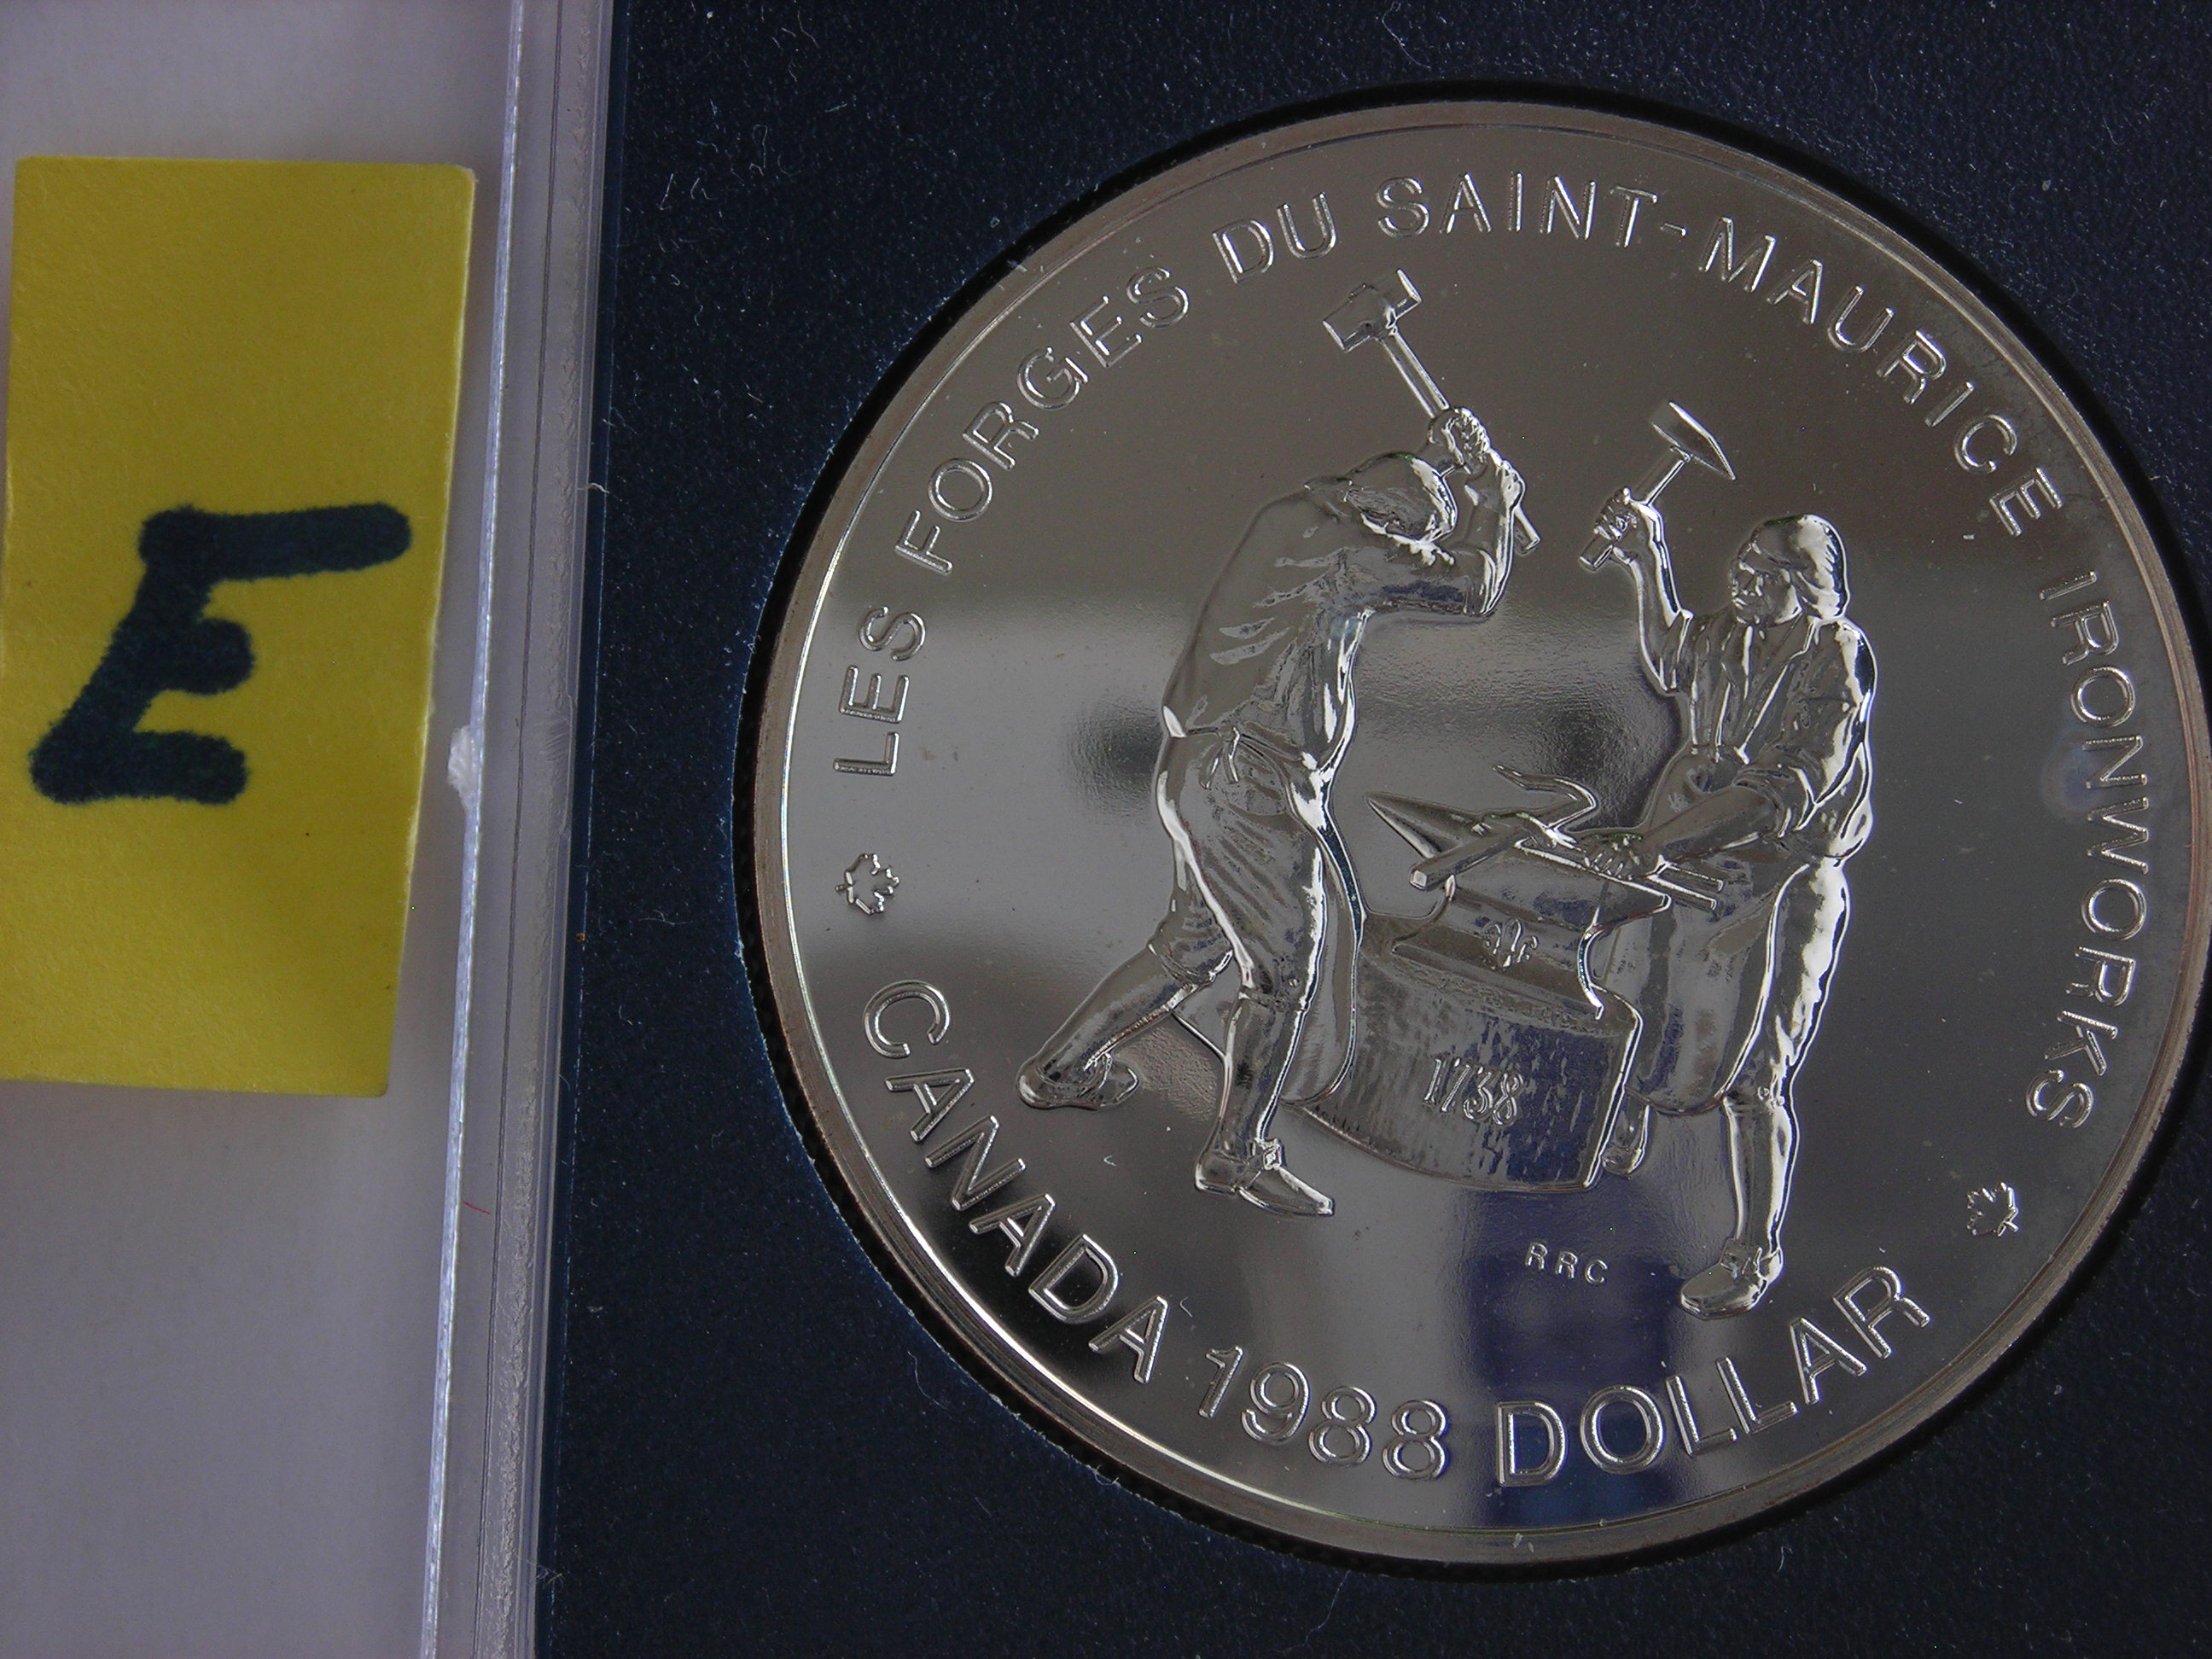 E
LES FORGES DU SAINT-MAURICE IRONWORKS
1738
RRC
CANADA 1988 DOLLAR